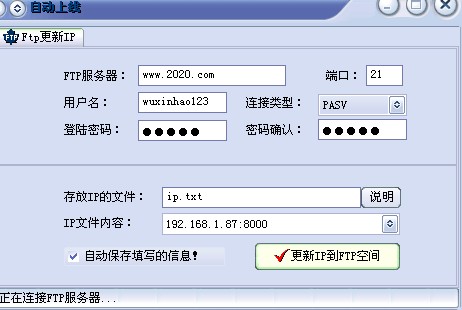 自动上线
Ftp更新IP
FTP服务器： www.2020.com 端口： 21
用户名： wuxinhao123 连接类型： PASV
登陆密码： ●●●●● 密码确认： ●●●●●
存放IP的文件： ip.txt 说明
IP文件内容： 192.168.1.87:8000
自动保存填写的信息！ 更新IP到FTP空间
正在连接FTP服务器...